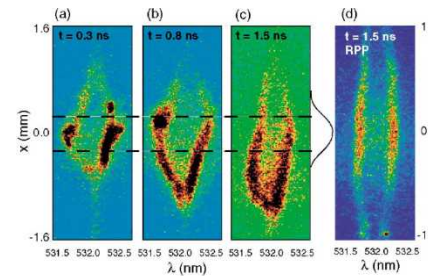 (a) (b) (c) (d)
t = 0.3 ns t = 0.8 ns t = 1.5 ns t = 1.5 ns
RPP
1.6
0.0
-1.6
x (mm)
1
0
-1
531.5 532.0 532.5 531.5 532.0 532.5 531.5 532.0 532.5 531.5 532.0 532.5
λ (nm) λ (nm)